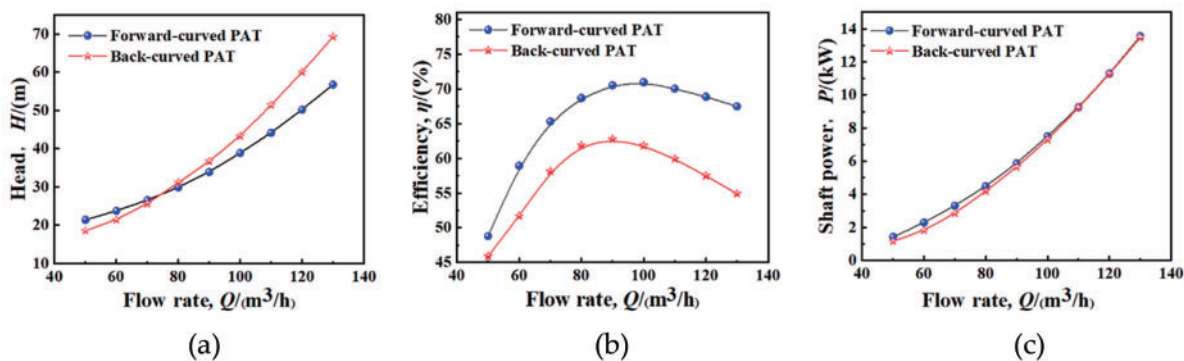 70
60
50
40
30
20
10
Head, H/(m)
Forward-curved PAT
Back-curved PAT
40 60 80 100 120 140
Flow rate, Q/(m³/h)
(a)
75
70
65
60
55
50
45
Efficiency, η/(%)
Forward-curved PAT
Back-curved PAT
40 60 80 100 120 140
Flow rate, Q/(m³/h)
(b)
14
12
10
8
6
4
2
0
Shaft power, P/(kW)
Forward-curved PAT
Back-curved PAT
40 60 80 100 120 140
Flow rate, Q/(m³/h)
(c)